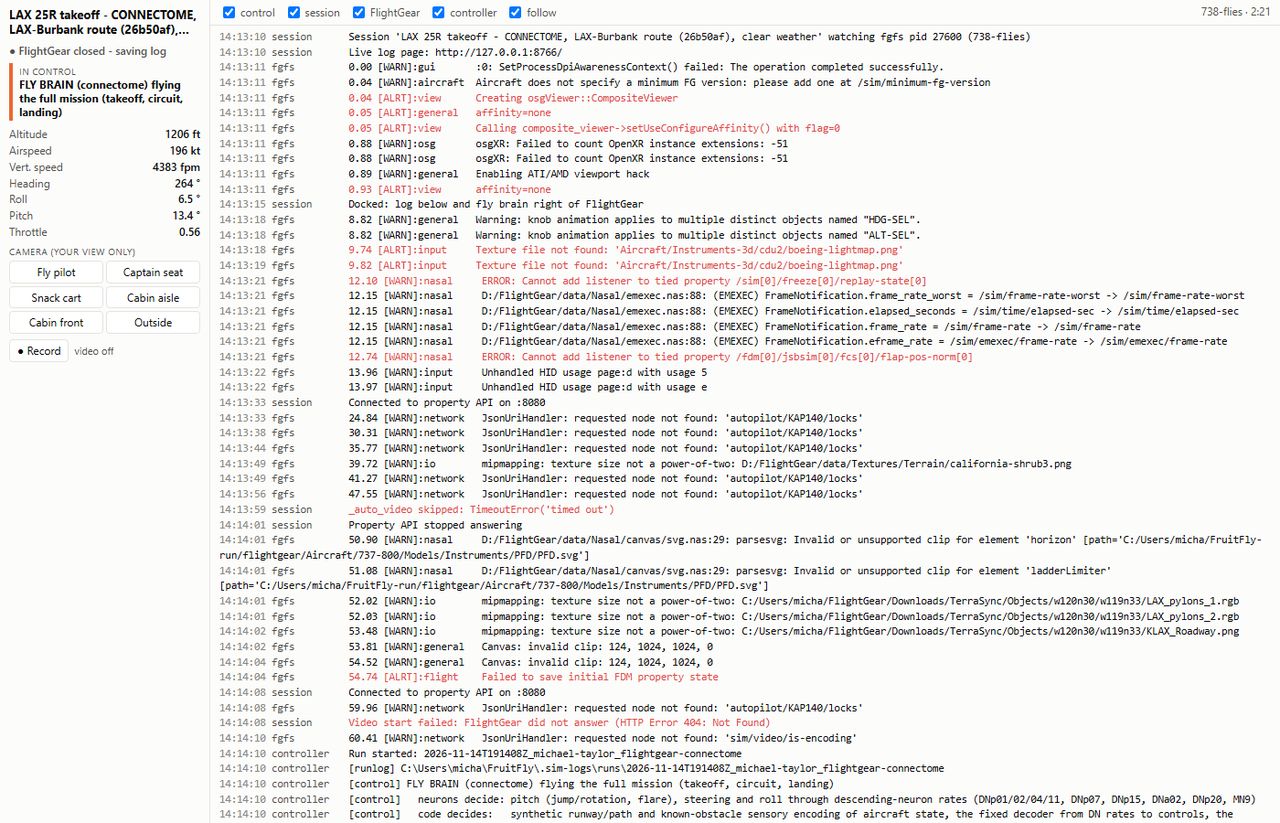 LAX 25R takeoff - CONNECTOME,
LAX-Burbank route (26b50af),...
● FlightGear closed - saving log
IN CONTROL
FLY BRAIN (connectome) flying
the full mission (takeoff, circuit,
landing)
Altitude 1206 ft
Airspeed 196 kt
Vert. speed 4383 fpm
Heading 264 °
Roll 6.5 °
Pitch 13.4 °
Throttle 0.56
CAMERA (YOUR VIEW ONLY)
Fly pilot Captain seat
Snack cart Cabin aisle
Cabin front Outside
● Record video off
control session FlightGear controller follow 738-flies · 2:21
14:13:10 session Session 'LAX 25R takeoff - CONNECTOME, LAX-Burbank route (26b50af), clear weather' watching fgfs pid 27600 (738-flies)
14:13:10 session Live log page: http://127.0.0.1:8766/
14:13:11 fgfs 0.00 [WARN]:gui :0: SetProcessDpiAwarenessContext() failed: The operation completed successfully.
14:13:11 fgfs 0.04 [WARN]:aircraft Aircraft does not specify a minimum FG version: please add one at /sim/minimum-fg-version
14:13:11 fgfs 0.04 [ALRT]:view Creating osgViewer::CompositeViewer
14:13:11 fgfs 0.05 [ALRT]:general affinity=none
14:13:11 fgfs 0.05 [ALRT]:view Calling composite_viewer->setUseConfigureAffinity() with flag=0
14:13:11 fgfs 0.88 [WARN]:osg osgXR: Failed to count OpenXR instance extensions: -51
14:13:11 fgfs 0.88 [WARN]:osg osgXR: Failed to count OpenXR instance extensions: -51
14:13:11 fgfs 0.89 [WARN]:general Enabling ATI/AMD viewport hack
14:13:11 fgfs 0.93 [ALRT]:view affinity=none
14:13:15 session Docked: log below and fly brain right of FlightGear
14:13:18 fgfs 8.82 [WARN]:general Warning: knob animation applies to multiple distinct objects named "HDG-SEL".
14:13:18 fgfs 8.82 [WARN]:general Warning: knob animation applies to multiple distinct objects named "ALT-SEL".
14:13:18 fgfs 9.74 [ALRT]:input Texture file not found: 'Aircraft/Instruments-3d/cdu2/boeing-lightmap.png'
14:13:19 fgfs 9.82 [ALRT]:input Texture file not found: 'Aircraft/Instruments-3d/cdu2/boeing-lightmap.png'
14:13:21 fgfs 12.10 [WARN]:nasal ERROR: Cannot add listener to tied property /sim[0]/freeze[0]/replay-state[0]
14:13:21 fgfs 12.15 [WARN]:nasal D:/FlightGear/data/Nasal/emexec.nas:88: (EMEXEC) FrameNotification.frame_rate_worst = /sim/frame-rate-worst -> /sim/frame-rate-worst
14:13:21 fgfs 12.15 [WARN]:nasal D:/FlightGear/data/Nasal/emexec.nas:88: (EMEXEC) FrameNotification.elapsed_seconds = /sim/time/elapsed-sec -> /sim/time/elapsed-sec
14:13:21 fgfs 12.15 [WARN]:nasal D:/FlightGear/data/Nasal/emexec.nas:88: (EMEXEC) FrameNotification.frame_rate = /sim/frame-rate -> /sim/frame-rate
14:13:21 fgfs 12.15 [WARN]:nasal D:/FlightGear/data/Nasal/emexec.nas:88: (EMEXEC) FrameNotification.eframe_rate = /sim/emexec/frame-rate -> /sim/emexec/frame-rate
14:13:21 fgfs 12.74 [WARN]:nasal ERROR: Cannot add listener to tied property /fdm[0]/jsbsim[0]/fcs[0]/flap-pos-norm[0]
14:13:22 fgfs 13.96 [WARN]:input Unhandled HID usage page:d with usage 5
14:13:22 fgfs 13.97 [WARN]:input Unhandled HID usage page:d with usage e
14:13:33 session Connected to property API on :8080
14:13:33 fgfs 24.84 [WARN]:network JsonUriHandler: requested node not found: 'autopilot/KAP140/locks'
14:13:38 fgfs 30.31 [WARN]:network JsonUriHandler: requested node not found: 'autopilot/KAP140/locks'
14:13:44 fgfs 35.77 [WARN]:network JsonUriHandler: requested node not found: 'autopilot/KAP140/locks'
14:13:49 fgfs 39.72 [WARN]:io mipmapping: texture size not a power-of-two: D:/FlightGear/data/Textures/Terrain/california-shrub3.png
14:13:49 fgfs 41.27 [WARN]:network JsonUriHandler: requested node not found: 'autopilot/KAP140/locks'
14:13:56 fgfs 47.55 [WARN]:network JsonUriHandler: requested node not found: 'autopilot/KAP140/locks'
14:13:59 session _auto_video skipped: TimeoutError('timed out')
14:14:01 session Property API stopped answering
14:14:01 fgfs 50.90 [WARN]:nasal D:/FlightGear/data/Nasal/canvas/svg.nas:29: parsesvg: Invalid or unsupported clip for element 'horizon' [path='C:/Users/micha/FruitFly-
run/flightgear/Aircraft/737-800/Models/Instruments/PFD/PFD.svg']
14:14:01 fgfs 51.08 [WARN]:nasal D:/FlightGear/data/Nasal/canvas/svg.nas:29: parsesvg: Invalid or unsupported clip for element 'ladderLimiter'
[path='C:/Users/micha/FruitFly-run/flightgear/Aircraft/737-800/Models/Instruments/PFD/PFD.svg']
14:14:01 fgfs 52.02 [WARN]:io mipmapping: texture size not a power-of-two: C:/Users/micha/FlightGear/Downloads/TerraSync/Objects/w120n30/w119n33/LAX_pylons_1.rgb
14:14:01 fgfs 52.03 [WARN]:io mipmapping: texture size not a power-of-two: C:/Users/micha/FlightGear/Downloads/TerraSync/Objects/w120n30/w119n33/LAX_pylons_2.rgb
14:14:02 fgfs 53.48 [WARN]:io mipmapping: texture size not a power-of-two: C:/Users/micha/FlightGear/Downloads/TerraSync/Objects/w120n30/w119n33/KLAX_Roadway.png
14:14:02 fgfs 53.81 [WARN]:general Canvas: invalid clip: 124, 1024, 1024, 0
14:14:04 fgfs 54.52 [WARN]:general Canvas: invalid clip: 124, 1024, 1024, 0
14:14:04 fgfs 54.74 [ALRT]:flight Failed to save initial FDM property state
14:14:08 session Connected to property API on :8080
14:14:08 fgfs 59.96 [WARN]:network JsonUriHandler: requested node not found: 'autopilot/KAP140/locks'
14:14:08 session Video start failed: FlightGear did not answer (HTTP Error 404: Not Found)
14:14:10 fgfs 60.41 [WARN]:network JsonUriHandler: requested node not found: 'sim/video/is-encoding'
14:14:10 controller Run started: 2026-11-14T191408Z_michael-taylor_flightgear-connectome
14:14:10 controller [runlog] C:\Users\micha\FruitFly\.sim-logs\runs\2026-11-14T191408Z_michael-taylor_flightgear-connectome
14:14:10 controller [control] FLY BRAIN (connectome) flying the full mission (takeoff, circuit, landing)
14:14:10 controller [control] neurons decide: pitch (jump/rotation, flare), steering and roll through descending-neuron rates (DNp01/02/04/11, DNp07, DNp15, DNa02, DNp20, MN9)
14:14:10 controller [control] code decides: synthetic runway/path and known-obstacle sensory encoding of aircraft state, the fixed decoder from DN rates to controls, the